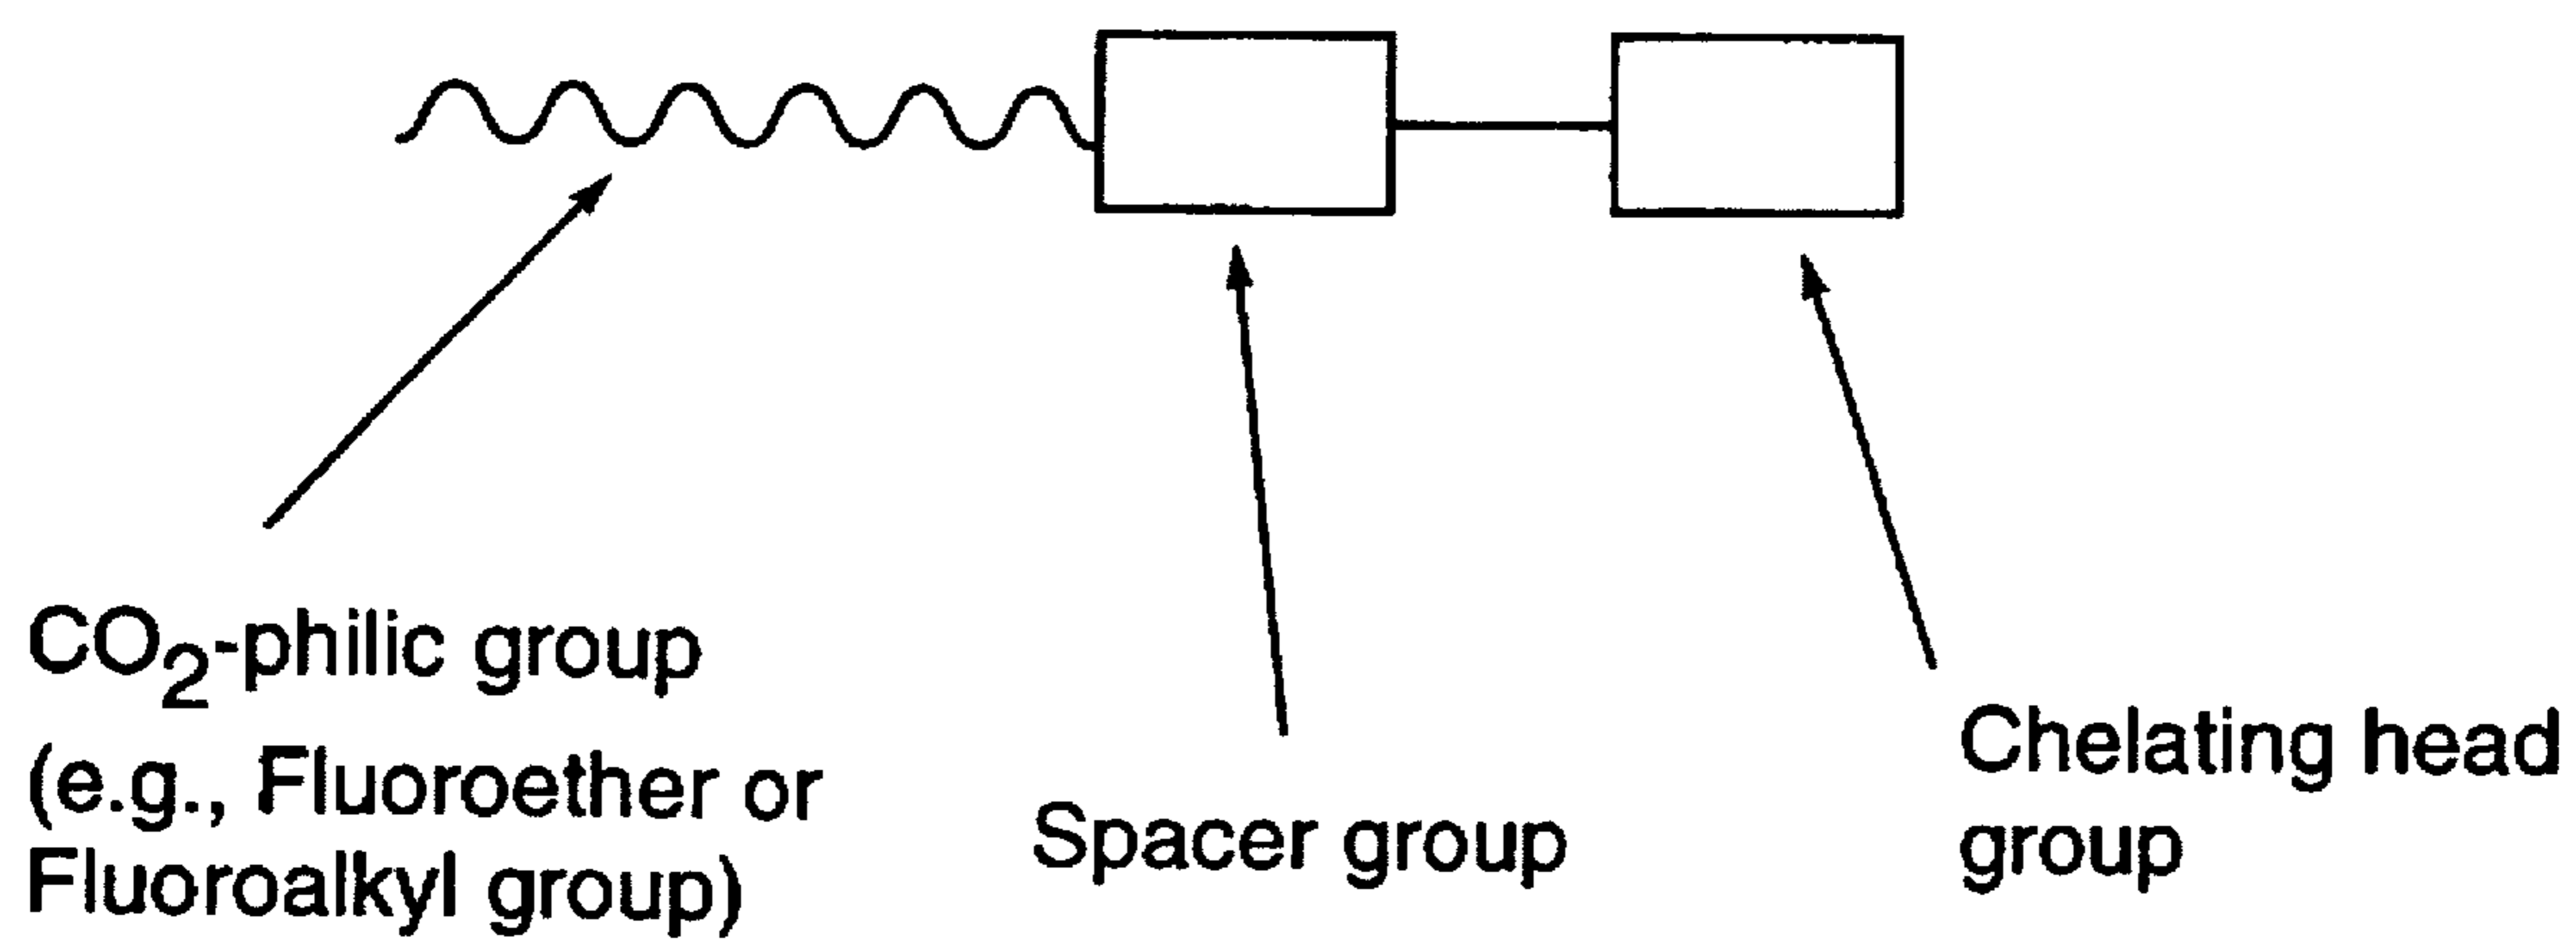 CO₂-philic group
(e.g., Fluoroether or
Fluoroalkyl group)
Spacer group
Chelating head
group